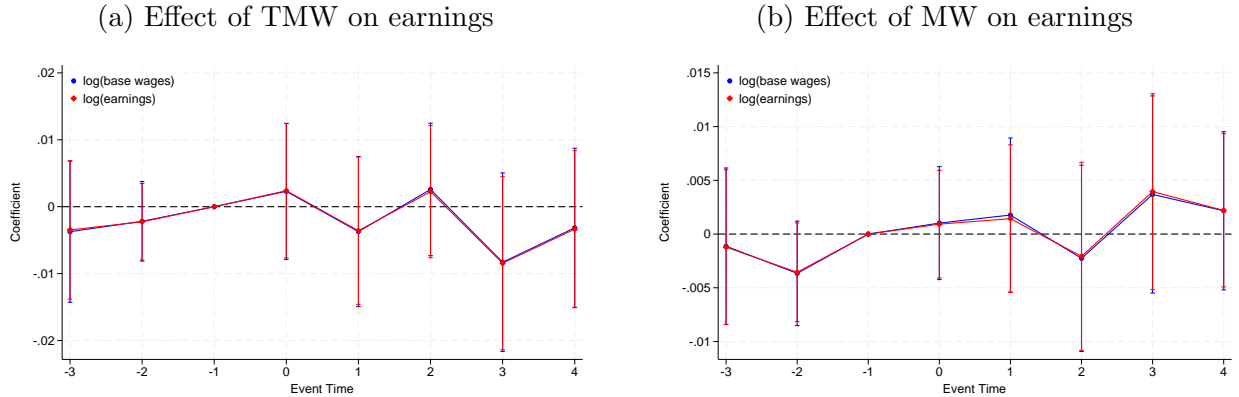 (a) Effect of TMW on earnings
.02
.01
0
-.01
-.02
Coefficient
log(base wages)
log(earnings)
-3 -2 -1 0 1 2 3 4
Event Time
(b) Effect of MW on earnings
.015
.01
.005
0
-.005
-.01
Coefficient
log(base wages)
log(earnings)
-3 -2 -1 0 1 2 3 4
Event Time